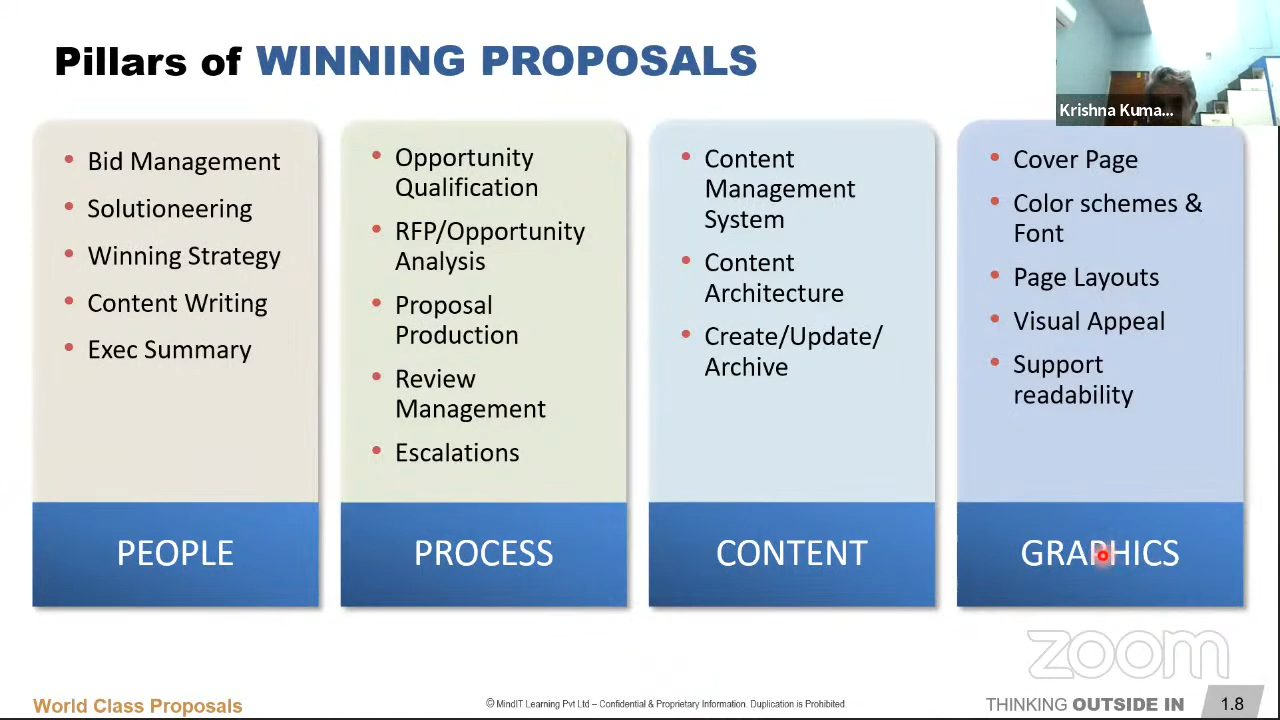 Pillars of WINNING PROPOSALS
Krishna Kuma...
• Bid Management
• Solutioneering
• Winning Strategy
• Content Writing
• Exec Summary
PEOPLE
• Opportunity
Qualification
• RFP/Opportunity
Analysis
• Proposal
Production
• Review
Management
• Escalations
PROCESS
• Content
Management
System
• Content
Architecture
• Create/Update/
Archive
CONTENT
• Cover Page
• Color schemes &
Font
• Page Layouts
• Visual Appeal
• Support
readability
GRAPHICS
zoom
World Class Proposals
© MindIT Learning Pvt Ltd – Confidential & Proprietary Information. Duplication is Prohibited.
THINKING OUTSIDE IN
1.8